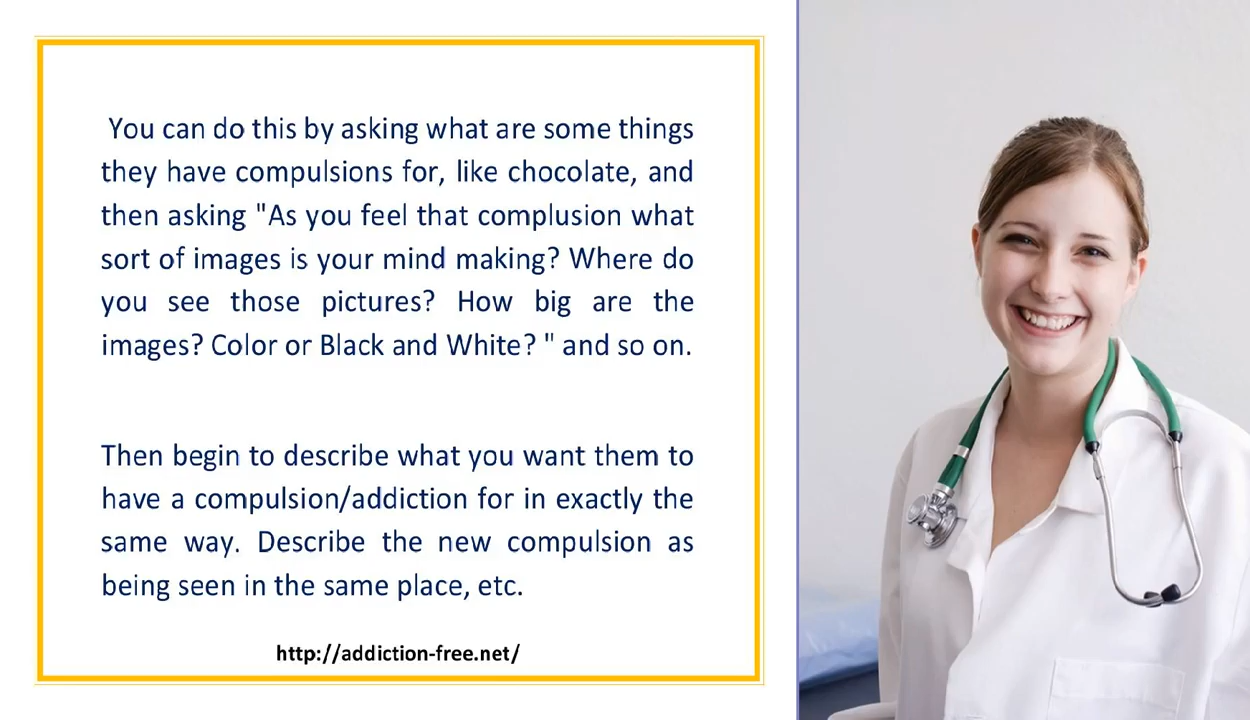 You can do this by asking what are some things
they have compulsions for, like chocolate, and
then asking "As you feel that complusion what
sort of images is your mind making? Where do
you see those pictures? How big are the
images? Color or Black and White? " and so on.
Then begin to describe what you want them to
have a compulsion/addiction for in exactly the
same way. Describe the new compulsion as
being seen in the same place, etc.
http://addiction-free.net/